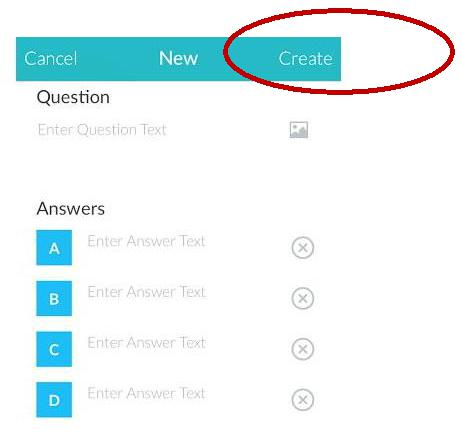 Cancel New Create
Question
Enter Question Text
Answers
A Enter Answer Text
B Enter Answer Text
C Enter Answer Text
D Enter Answer Text